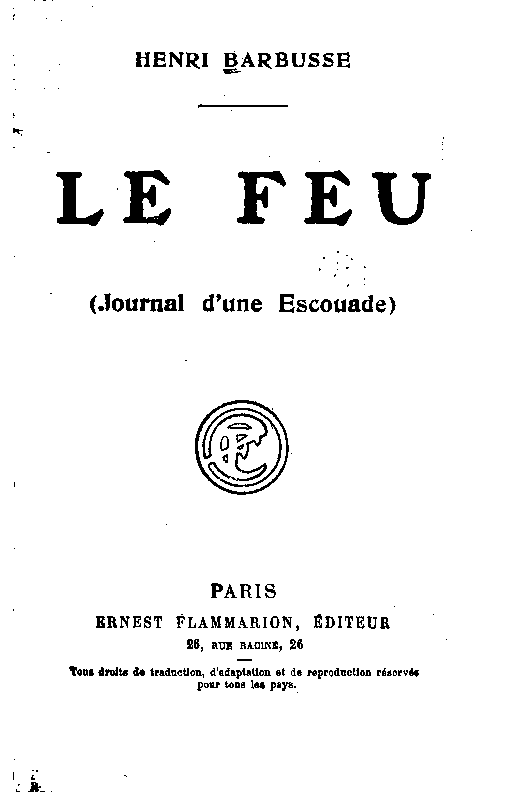 HENRI BARBUSSE
LE FEU
(Journal d'une Escouade)
PARIS
ERNEST FLAMMARION, ÉDITEUR
26, RUE RACINE, 26
Tous droits de traduction, d'adaptation et de reproduction réservés
pour tous les pays.